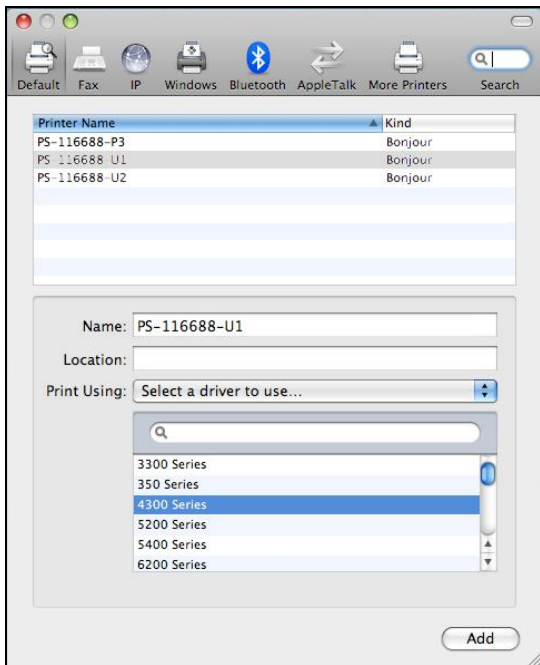 Default Fax IP Windows Bluetooth AppleTalk More Printers Search
Printer Name Kind
PS-116688-P3 Bonjour
PS-116688-U1 Bonjour
PS-116688-U2 Bonjour
Name: PS-116688-U1
Location:
Print Using: Select a driver to use...
3300 Series
350 Series
4300 Series
5200 Series
5400 Series
6200 Series
Add